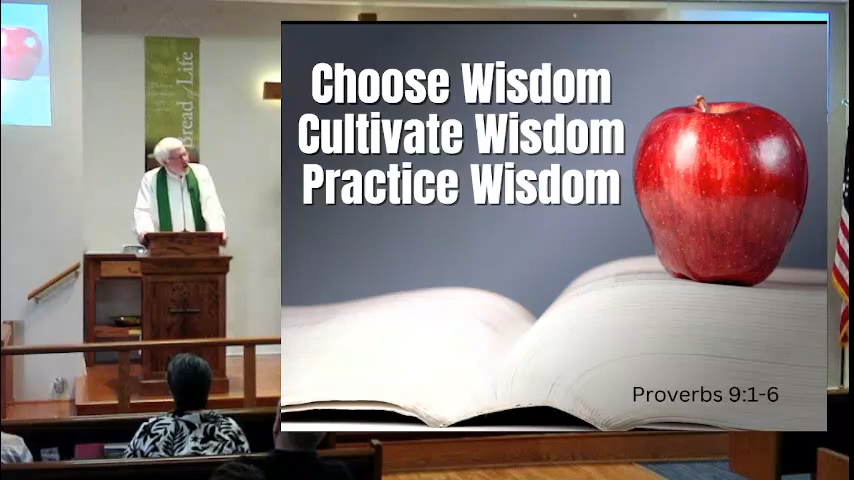 Bread of Life
Choose Wisdom
Cultivate Wisdom
Practice Wisdom
Proverbs 9:1-6